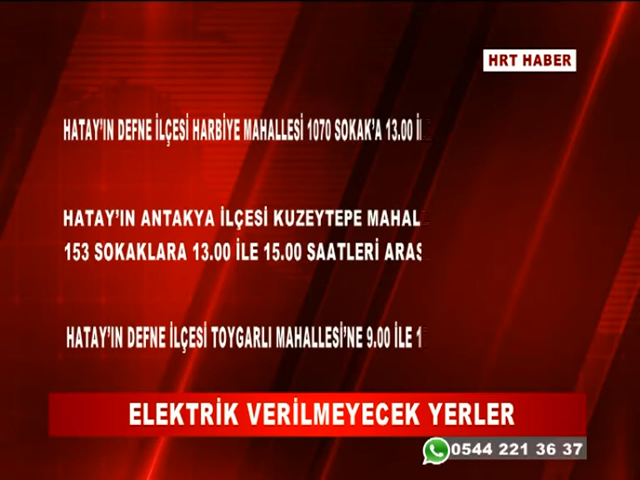 HRT HABER
HATAY'IN DEFNE İLÇESİ HARBİYE MAHALLESİ 1070 SOKAK'A 13.00
HATAY'IN ANTAKYA İLÇESİ KUZEYTEPE
153 SOKAKLARA 13.00 İLE 15.00 SAATLERİ
HATAY'IN DEFNE İLÇESİ TOYGARLI MAHALLESİ'NE 9.00 İLE
ELEKTRİK VERİLMEYECEK YERLER
0544 221 36 37